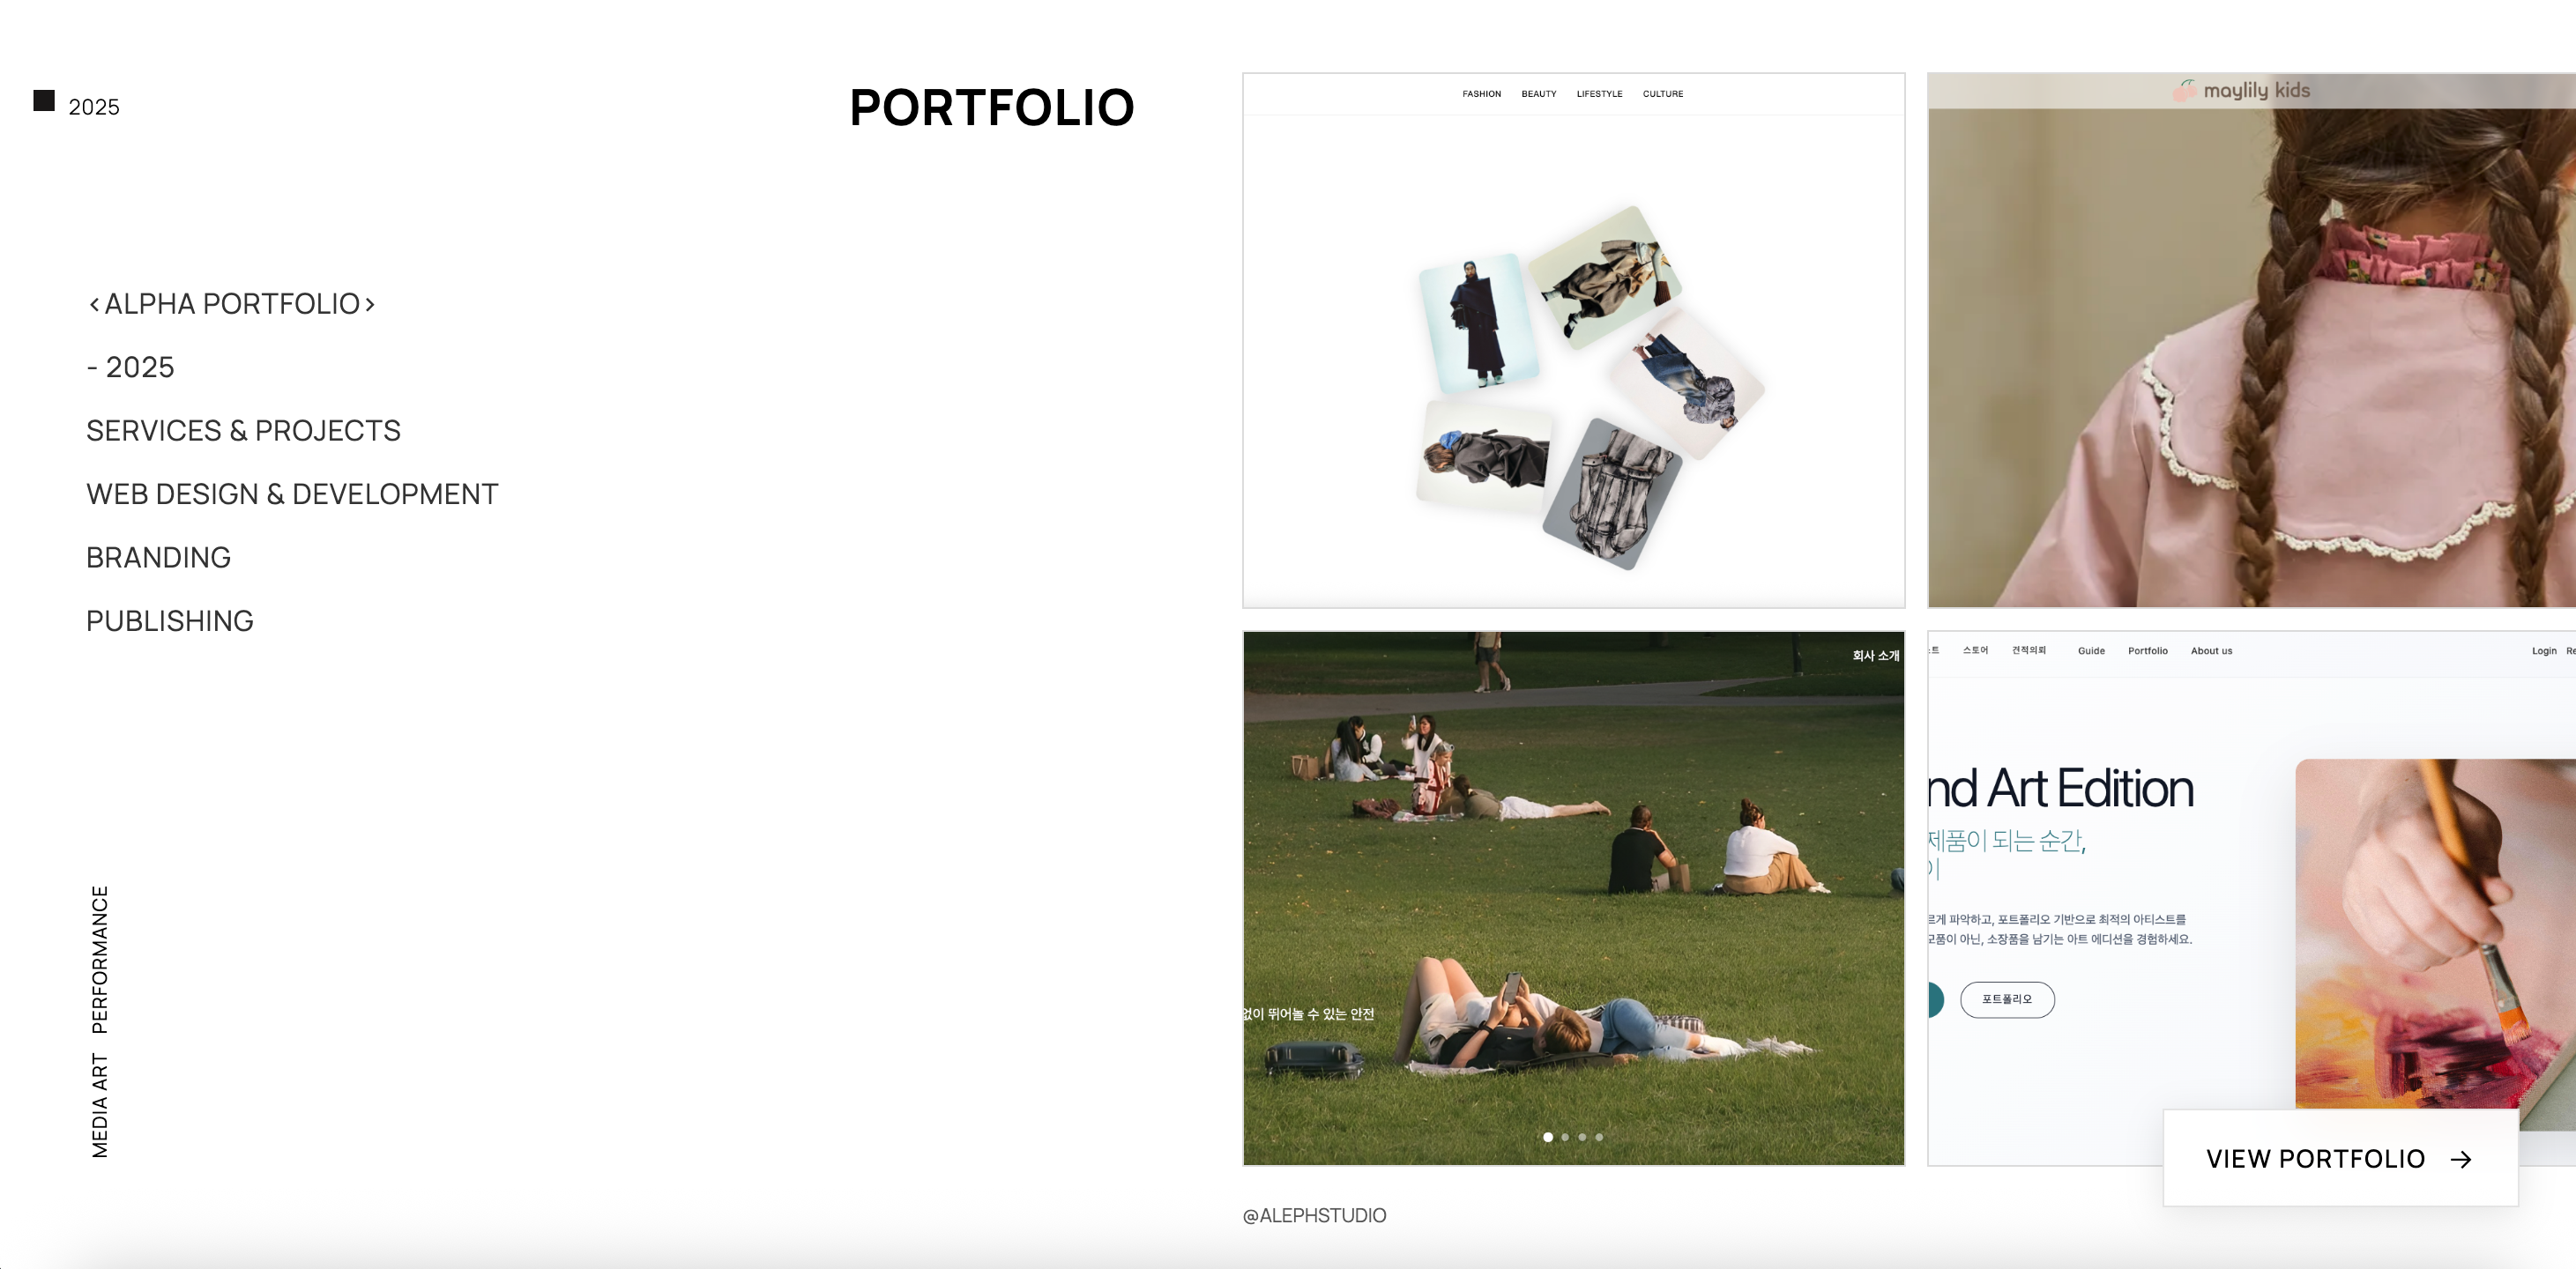 2025
PORTFOLIO
<ALPHA PORTFOLIO>
- 2025
SERVICES & PROJECTS
WEB DESIGN & DEVELOPMENT
BRANDING
PUBLISHING
MEDIA ART PERFORMANCE
FASHION BEAUTY LIFESTYLE CULTURE
maylily kids
회사 소개
없이 뛰어놀 수 있는 안전
스토어 견적의뢰 Guide Portfolio About us Login Re
nd Art Edition
제품이 되는 순간,
이
르게 파악하고, 포트폴리오 기반으로 최적의 아티스트를
모품이 아닌, 소장품을 남기는 아트 에디션을 경험하세요.
포트폴리오
VIEW PORTFOLIO →
@ALEPHSTUDIO